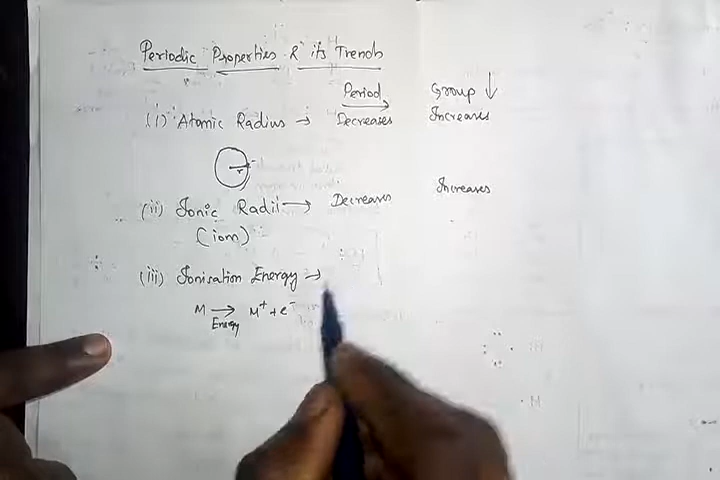 Periodic Properties & its Trends
Period → Group ↓
(i) Atomic Radius → Decreases Increases
r
(ii) Ionic Radii → Decreases Increases
(ion)
(iii) Ionisation Energy →
M → M⁺ + e⁻
Energy